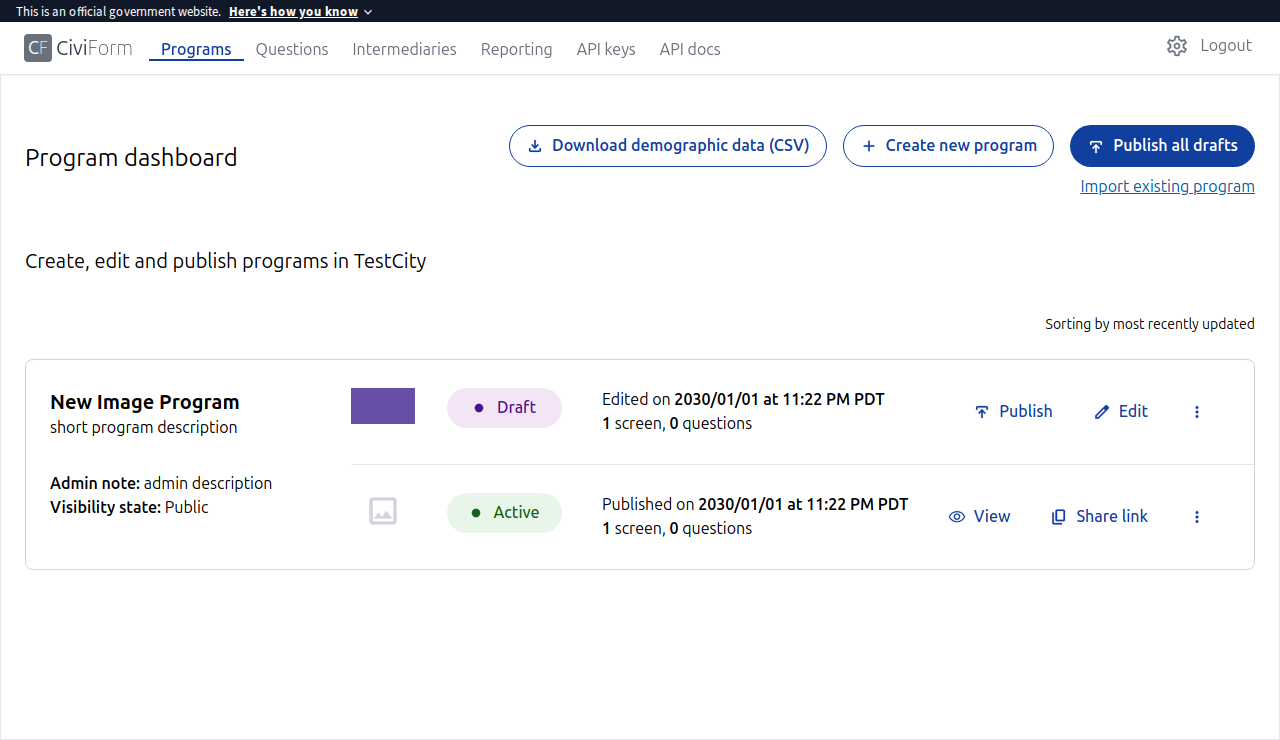 This is an official government website. Here's how you know
CF CiviForm Programs Questions Intermediaries Reporting API keys API docs Logout
Program dashboard
Download demographic data (CSV) Create new program Publish all drafts
Import existing program
Create, edit and publish programs in TestCity
Sorting by most recently updated
New Image Program
short program description
Admin note: admin description
Visibility state: Public
Draft
Edited on 2030/01/01 at 11:22 PM PDT
1 screen, 0 questions
Publish Edit
Active
Published on 2030/01/01 at 11:22 PM PDT
1 screen, 0 questions
View Share link